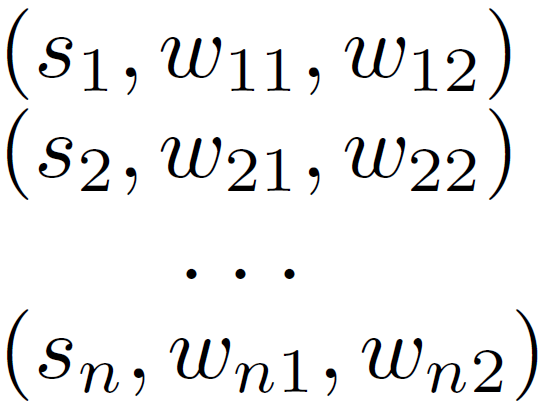 (s₁, w₁₁, w₁₂)
(s₂, w₂₁, w₂₂)
...
(sₙ, wₙ₁, wₙ₂)